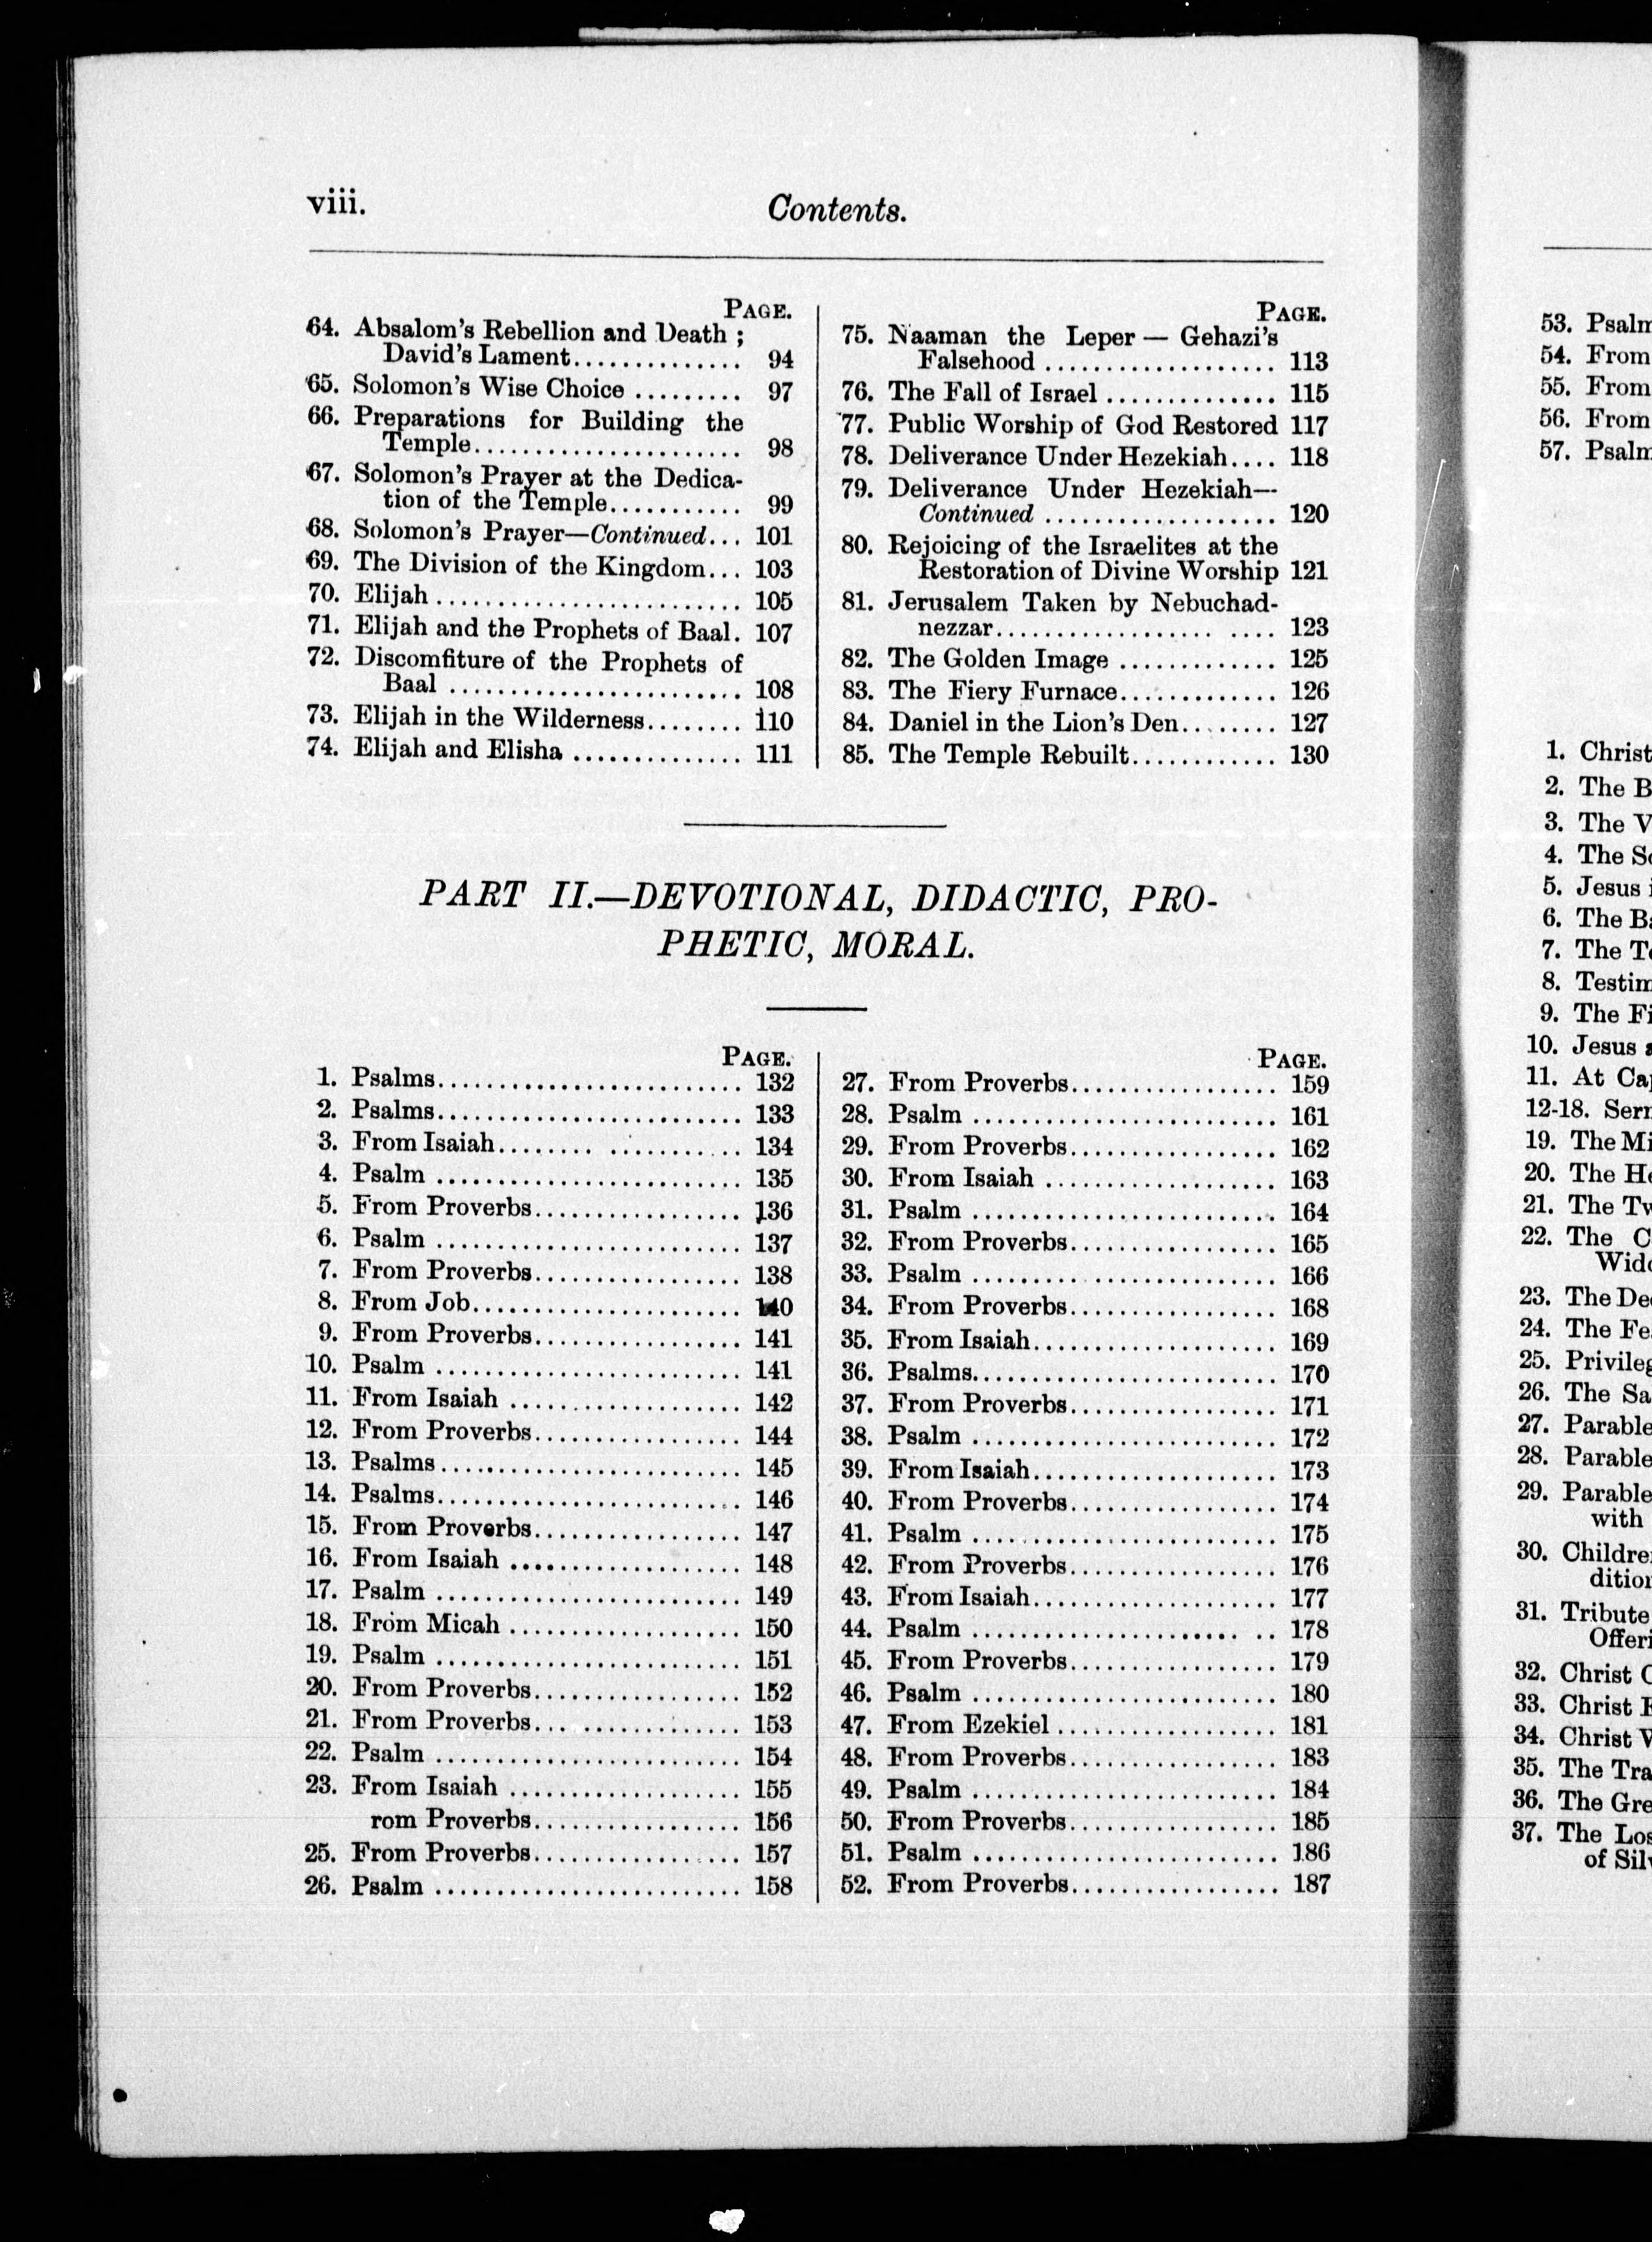 viii.
Contents.
PAGE.
64. Absalom's Rebellion and Death ;
David's Lament.............. 94
65. Solomon's Wise Choice ......... 97
66. Preparations for Building the
Temple...................... 98
67. Solomon's Prayer at the Dedica-
tion of the Temple........... 99
68. Solomon's Prayer—Continued... 101
69. The Division of the Kingdom... 103
70. Elijah ......................... 105
71. Elijah and the Prophets of Baal. 107
72. Discomfiture of the Prophets of
Baal ........................ 108
73. Elijah in the Wilderness........ 110
74. Elijah and Elisha .............. 111
PAGE.
75. Naaman the Leper — Gehazi's
Falsehood ................... 113
76. The Fall of Israel .............. 115
77. Public Worship of God Restored 117
78. Deliverance Under Hezekiah.... 118
79. Deliverance Under Hezekiah—
Continued ................... 120
80. Rejoicing of the Israelites at the
Restoration of Divine Worship 121
81. Jerusalem Taken by Nebuchad-
nezzar.................. .... 123
82. The Golden Image ............. 125
83. The Fiery Furnace............. 126
84. Daniel in the Lion's Den........ 127
85. The Temple Rebuilt............ 130
PART II.—DEVOTIONAL, DIDACTIC, PRO-
PHETIC, MORAL.
PAGE.
1. Psalms......................... 132
2. Psalms......................... 133
3. From Isaiah........ ............ 134
4. Psalm ......................... 135
5. From Proverbs................. 136
6. Psalm ......................... 137
7. From Proverbs................. 138
8. From Job...................... 140
9. From Proverbs................. 141
10. Psalm ......................... 141
11. From Isaiah ................... 142
12. From Proverbs................. 144
13. Psalms......................... 145
14. Psalms......................... 146
15. From Proverbs................. 147
16. From Isaiah ................... 148
17. Psalm ......................... 149
18. From Micah ................... 150
19. Psalm ......................... 151
20. From Proverbs................. 152
21. From Proverbs................. 153
22. Psalm ......................... 154
23. From Isaiah ................... 155
rom Proverbs................. 156
25. From Proverbs................. 157
26. Psalm ......................... 158
PAGE.
27. From Proverbs................. 159
28. Psalm ......................... 161
29. From Proverbs................. 162
30. From Isaiah ................... 163
31. Psalm ......................... 164
32. From Proverbs................. 165
33. Psalm ......................... 166
34. From Proverbs................. 168
35. From Isaiah.................... 169
36. Psalms......................... 170
37. From Proverbs................. 171
38. Psalm ......................... 172
39. From Isaiah.................... 173
40. From Proverbs................. 174
41. Psalm ......................... 175
42. From Proverbs................. 176
43. From Isaiah.................... 177
44. Psalm ...................... .. 178
45. From Proverbs................. 179
46. Psalm ......................... 180
47. From Ezekiel .................. 181
48. From Proverbs................. 183
49. Psalm ......................... 184
50. From Proverbs................. 185
51. Psalm ......................... 186
52. From Proverbs................. 187
53. Psalm
54. From
55. From
56. From
57. Psalm
1. Christ
2. The B
3. The V
4. The S
5. Jesus
6. The B
7. The T
8. Testim
9. The Fi
10. Jesus
11. At Ca
12-18. Ser
19. The Mi
20. The He
21. The Tw
22. The C
Wid
23. The De
24. The Fe
25. Privileg
26. The Sa
27. Parable
28. Parable
29. Parable
with
30. Childre
dition
31. Tribute
Offeri
32. Christ C
33. Christ
34. Christ
35. The Tra
36. The Gre
37. The Los
of Silv